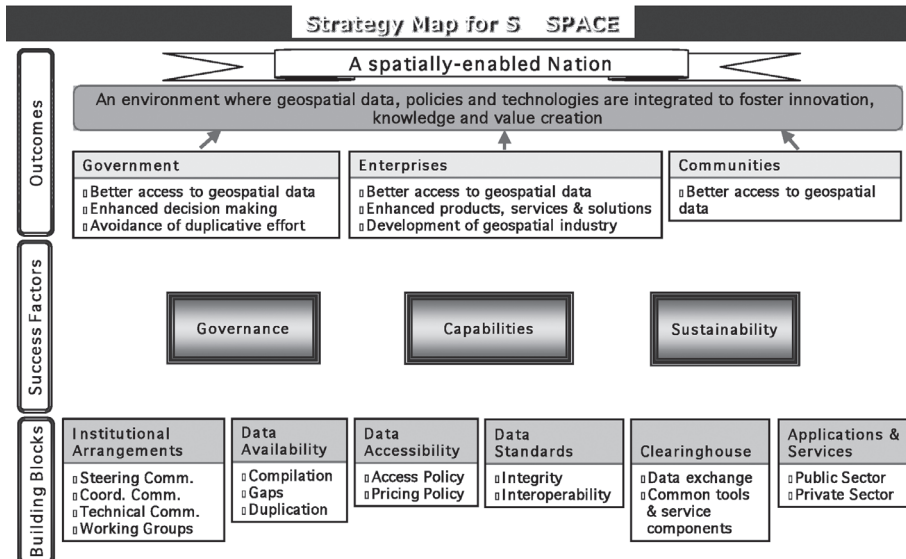 Strategy Map for S SPACE
A spatially-enabled Nation
An environment where geospatial data, policies and technologies are integrated to foster innovation,
knowledge and value creation
Outcomes
Government
Better access to geospatial data
Enhanced decision making
Avoidance of duplicative effort
Enterprises
Better access to geospatial data
Enhanced products, services & solutions
Development of geospatial industry
Communities
Better access to geospatial
data
Success Factors
Governance
Capabilities
Sustainability
Building Blocks
Institutional
Arrangements
Steering Comm.
Coord. Comm.
Technical Comm.
Working Groups
Data
Availability
Compilation
Gaps
Duplication
Data
Accessibility
Access Policy
Pricing Policy
Data
Standards
Integrity
Interoperability
Clearinghouse
Data exchange
Common tools
& service
components
Applications &
Services
Public Sector
Private Sector